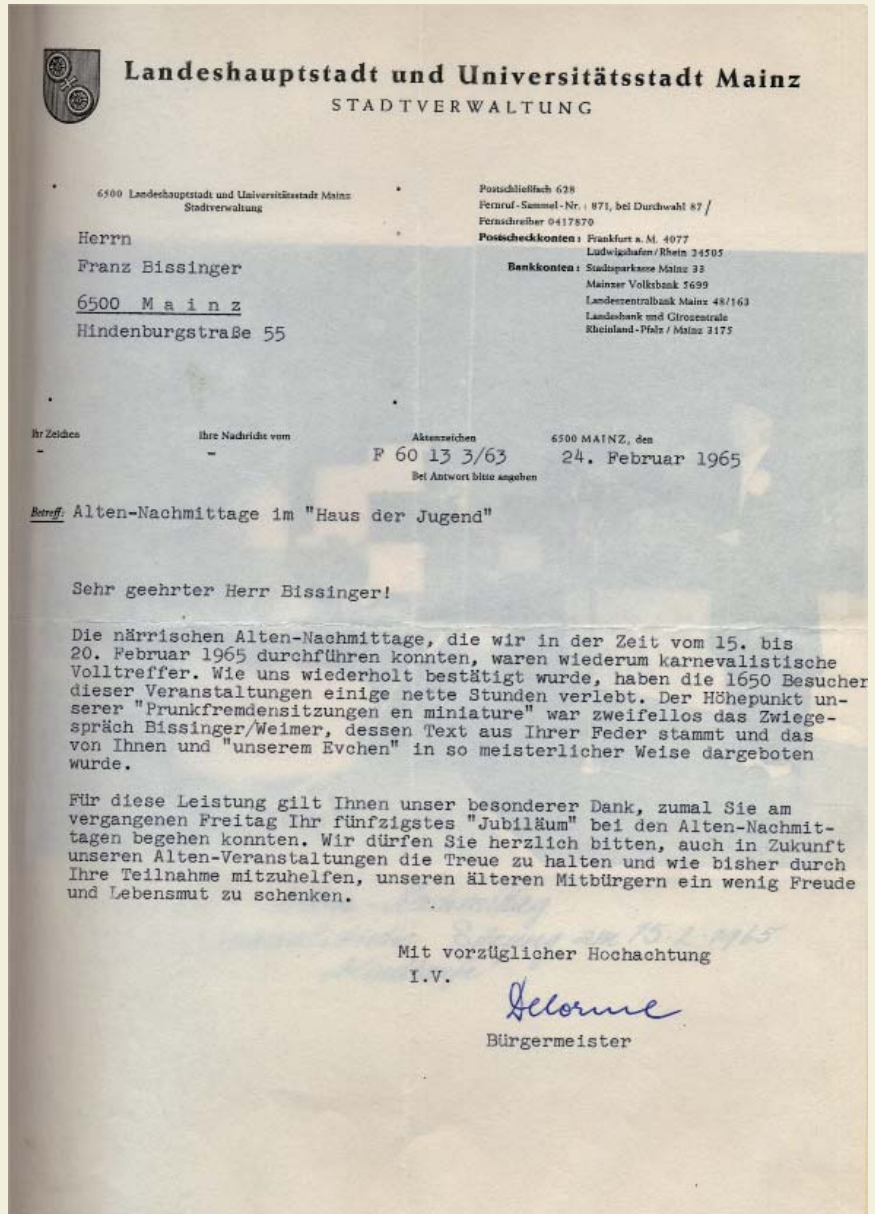 Landeshauptstadt und Universitätsstadt Mainz
STADTVERWALTUNG
6500 Landeshauptstadt und Universitätsstadt Mainz
Stadtverwaltung
Herrn
Franz Bissinger
6500 Mainz
Hindenburgstraße 55
Postschließfach 628
Fernruf-Sammel-Nr.: 871, bei Durchwahl 87/
Fernschreiber 0417870
Postscheckkonten: Frankfurt a. M. 4077
Ludwigshafen/Rhein 24505
Bankkonten: Stadtsparkasse Mainz 33
Mainzer Volksbank 5699
Landeszentralbank Mainz 48/163
Landesbank und Girozentrale
Rheinland-Pfalz / Mainz 3175
Ihr Zeichen
-
Ihre Nachricht vom
-
Aktenzeichen
F 60 13 3/63
Bei Antwort bitte angeben
6500 MAINZ, den
24. Februar 1965
Betreff: Alten-Nachmittage im "Haus der Jugend"
Sehr geehrter Herr Bissinger!
Die närrischen Alten-Nachmittage, die wir in der Zeit vom 15. bis
20. Februar 1965 durchführen konnten, waren wiederum karnevalistische
Volltreffer. Wie uns wiederholt bestätigt wurde, haben die 1650 Besucher
dieser Veranstaltungen einige nette Stunden verlebt. Der Höhepunkt un-
serer "Prunkfremdensitzungen en miniature" war zweifellos das Zwiege-
spräch Bissinger/Weimer, dessen Text aus Ihrer Feder stammt und das
von Ihnen und "unserem Evchen" in so meisterlicher Weise dargeboten
wurde.
Für diese Leistung gilt Ihnen unser besonderer Dank, zumal Sie am
vergangenen Freitag Ihr fünfzigstes "Jubiläum" bei den Alten-Nachmit-
tagen begehen konnten. Wir dürfen Sie herzlich bitten, auch in Zukunft
unseren Alten-Veranstaltungen die Treue zu halten und wie bisher durch
Ihre Teilnahme mitzuhelfen, unseren älteren Mitbürgern ein wenig Freude
und Lebensmut zu schenken.
Mit vorzüglicher Hochachtung
I.V.
Delorme
Bürgermeister